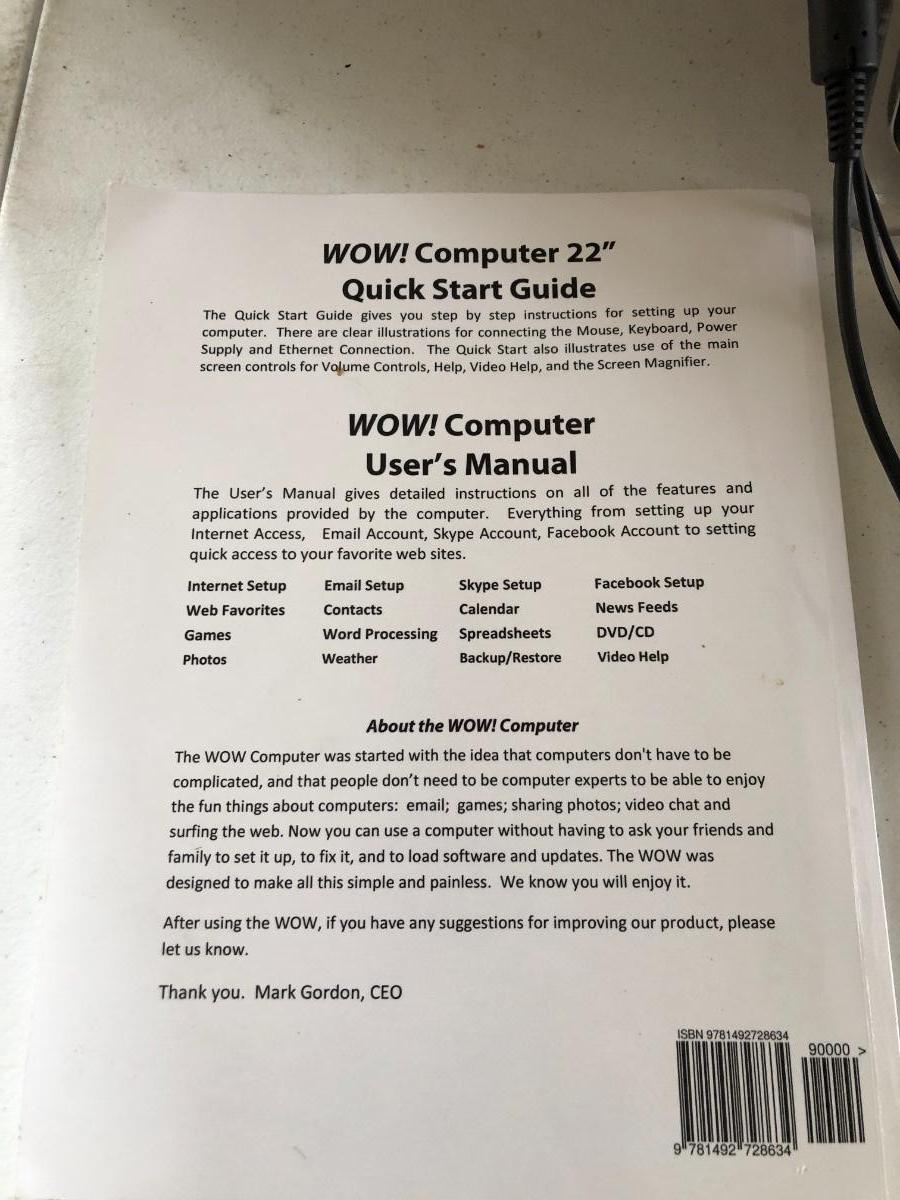 WOW! Computer 22"
Quick Start Guide
The Quick Start Guide gives you step by step instructions for setting up your
computer. There are clear illustrations for connecting the Mouse, Keyboard, Power
Supply and Ethernet Connection. The Quick Start also illustrates use of the main
screen controls for Volume Controls, Help, Video Help, and the Screen Magnifier.
WOW! Computer
User's Manual
The User's Manual gives detailed instructions on all of the features and
applications provided by the computer. Everything from setting up your
Internet Access, Email Account, Skype Account, Facebook Account to setting
quick access to your favorite web sites.
Internet Setup Email Setup Skype Setup Facebook Setup
Web Favorites Contacts Calendar News Feeds
Games Word Processing Spreadsheets DVD/CD
Photos Weather Backup/Restore Video Help
About the WOW! Computer
The WOW Computer was started with the idea that computers don't have to be
complicated, and that people don't need to be computer experts to be able to enjoy
the fun things about computers: email; games; sharing photos; video chat and
surfing the web. Now you can use a computer without having to ask your friends and
family to set it up, to fix it, and to load software and updates. The WOW was
designed to make all this simple and painless. We know you will enjoy it.
After using the WOW, if you have any suggestions for improving our product, please
let us know.
Thank you. Mark Gordon, CEO
ISBN 9781492728634
90000 >
9 781492 728634